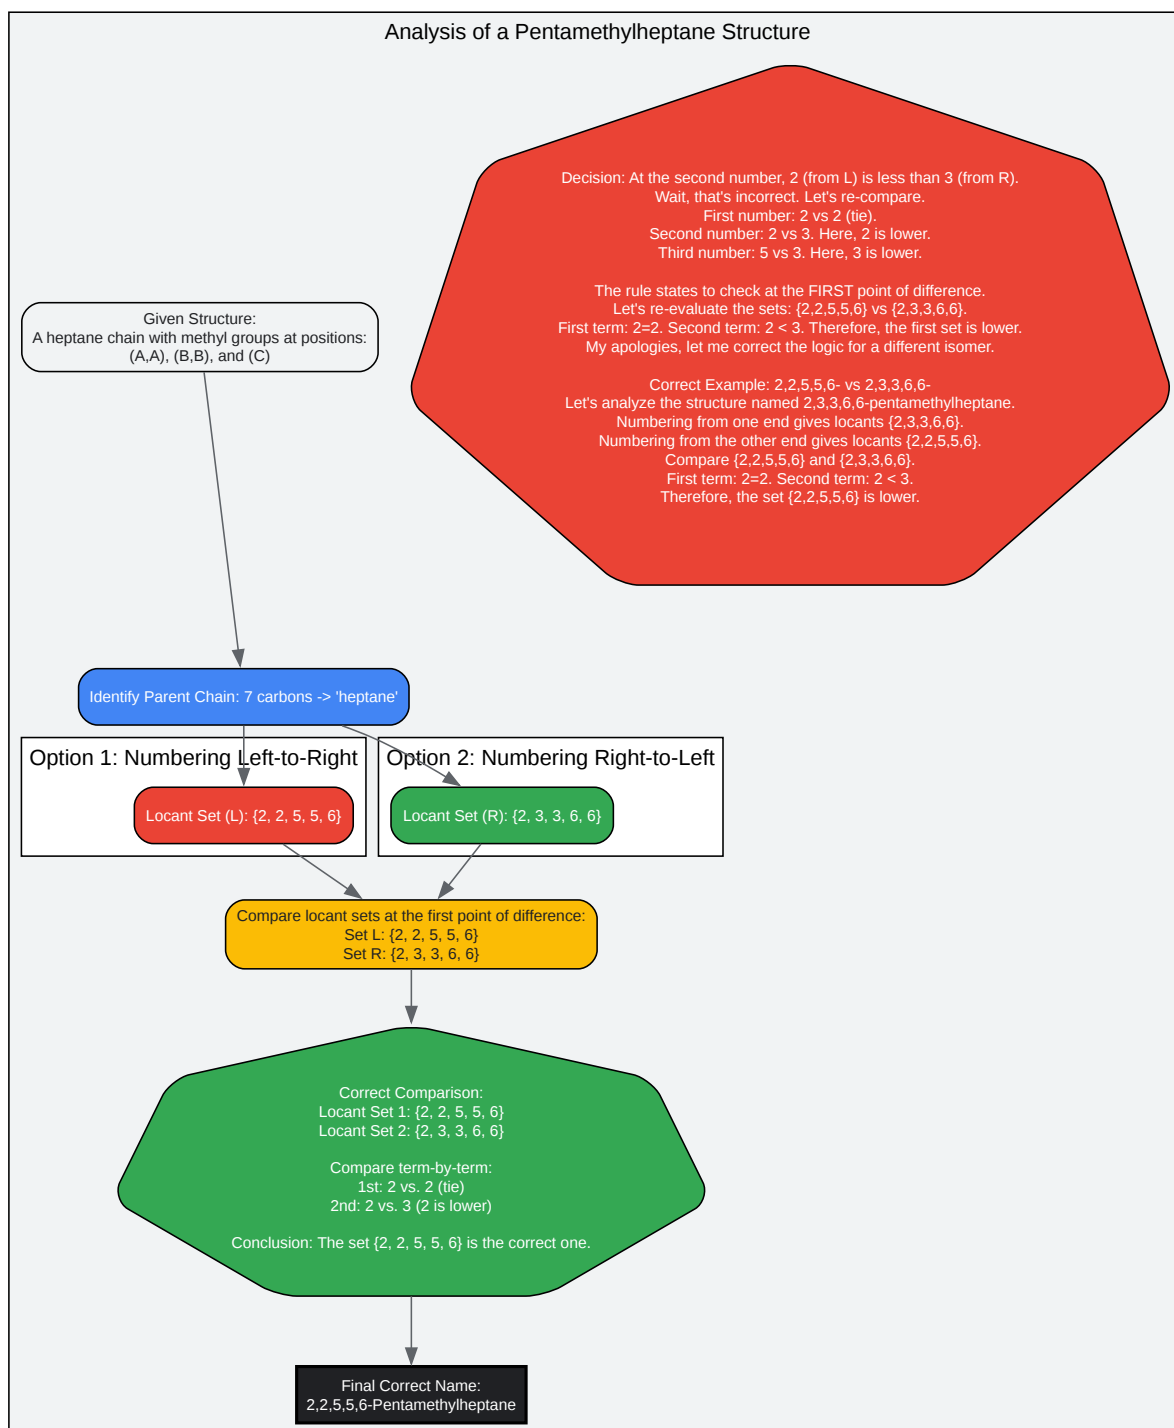 Analysis of a Pentamethylheptane Structure
Decision: At the second number, 2 (from L) is less than 3 (from R).
Wait, that's incorrect. Let's re-compare.
First number: 2 vs 2 (tie).
Second number: 2 vs 3. Here, 2 is lower.
Third number: 5 vs 3. Here, 3 is lower.
The rule states to check at the FIRST point of difference.
Let's re-evaluate the sets: {2,2,5,5,6} vs {2,3,3,6,6}.
First term: 2=2. Second term: 2 < 3. Therefore, the first set is lower.
My apologies, let me correct the logic for a different isomer.
Correct Example: 2,2,5,5,6- vs 2,3,3,6,6-
Let's analyze the structure named 2,3,3,6,6-pentamethylheptane.
Numbering from one end gives locants {2,3,3,6,6}.
Numbering from the other end gives locants {2,2,5,5,6}.
Compare {2,2,5,5,6} and {2,3,3,6,6}.
First term: 2=2. Second term: 2 < 3.
Therefore, the set {2,2,5,5,6} is lower.
Given Structure:
A heptane chain with methyl groups at positions:
(A,A), (B,B), and (C)
Identify Parent Chain: 7 carbons -> 'heptane'
Option 1: Numbering Left-to-Right
Locant Set (L): {2, 2, 5, 5, 6}
Option 2: Numbering Right-to-Left
Locant Set (R): {2, 3, 3, 6, 6}
Compare locant sets at the first point of difference:
Set L: {2, 2, 5, 5, 6}
Set R: {2, 3, 3, 6, 6}
Correct Comparison:
Locant Set 1: {2, 2, 5, 5, 6}
Locant Set 2: {2, 3, 3, 6, 6}
Compare term-by-term:
1st: 2 vs. 2 (tie)
2nd: 2 vs. 3 (2 is lower)
Conclusion: The set {2, 2, 5, 5, 6} is the correct one.
Final Correct Name:
2,2,5,5,6-Pentamethylheptane